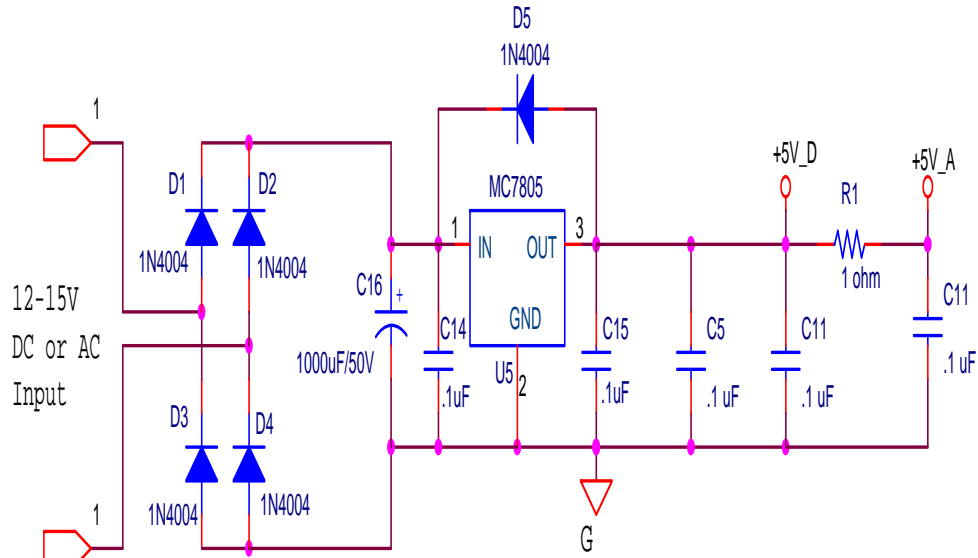 D5
1N4004
1
+5V_D
+5V_A
D1
D2
MC7805
R1
1
3
IN
OUT
1N4004
1N4004
1 ohm
12-15V
DC or AC
Input
C16
+
GND
C14
C15
C5
C11
C11
1000uF/50V
U5
2
.1uF
.1uF
.1 uF
.1 uF
.1 uF
D3
D4
1N4004
1N4004
1
G